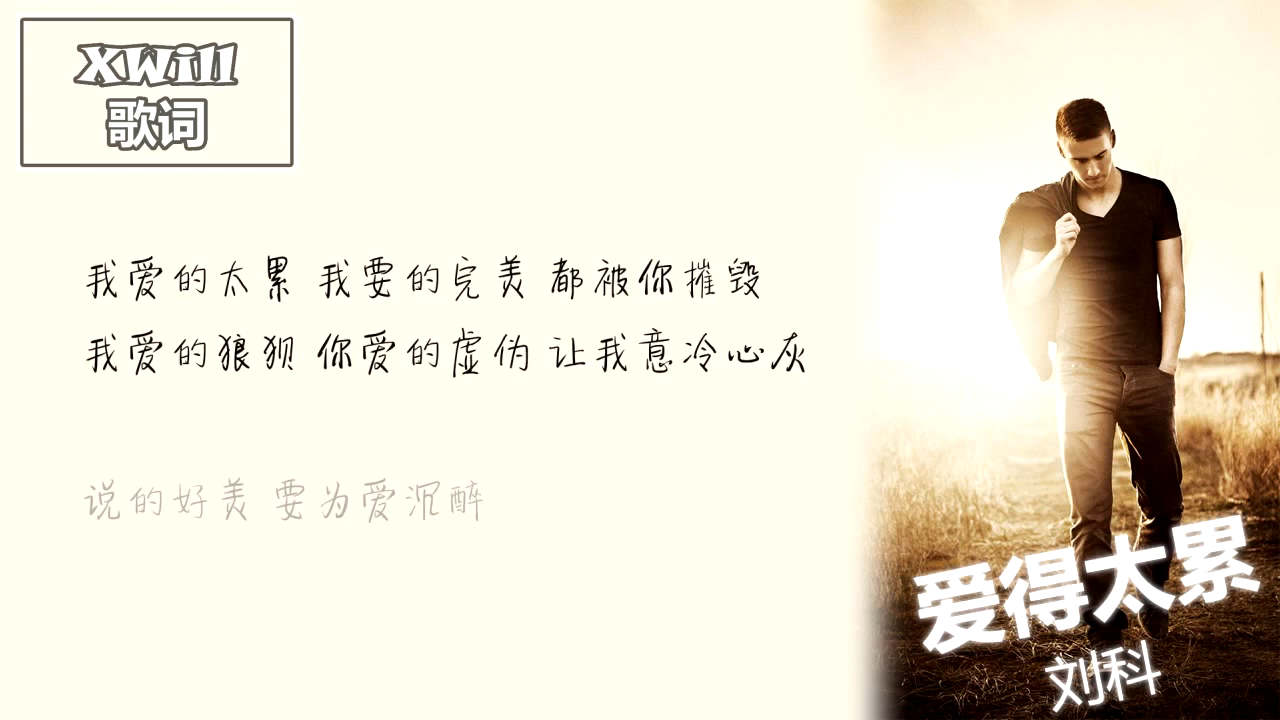 XWill
歌词
我爱的太累 我要的完美 都被你摧毁
我爱的狼狈 你爱的虚伪 让我意冷心灰
说的好美 要为爱沉醉
爱得太累
刘科